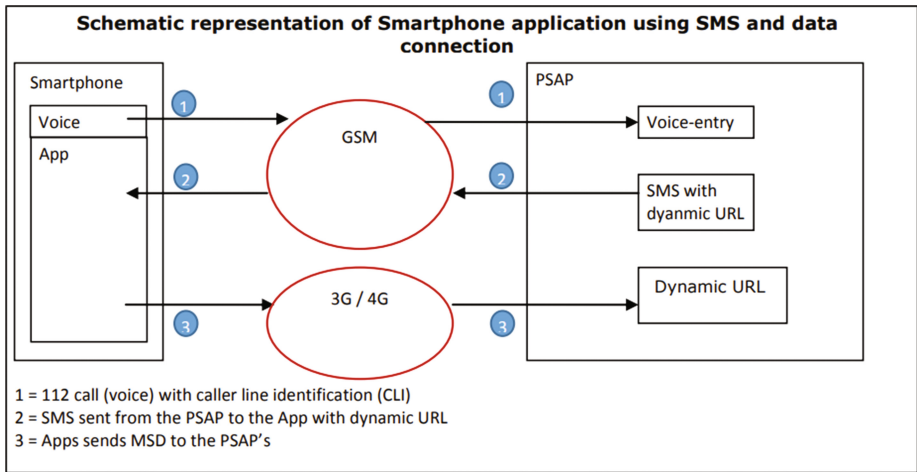 Schematic representation of Smartphone application using SMS and data
connection
Smartphone
PSAP
1
1
Voice
GSM
Voice-entry
App
2
2
SMS with
dyanmic URL
3G / 4G
Dynamic URL
3
3
1 = 112 call (voice) with caller line identification (CLI)
2 = SMS sent from the PSAP to the App with dynamic URL
3 = Apps sends MSD to the PSAP’s